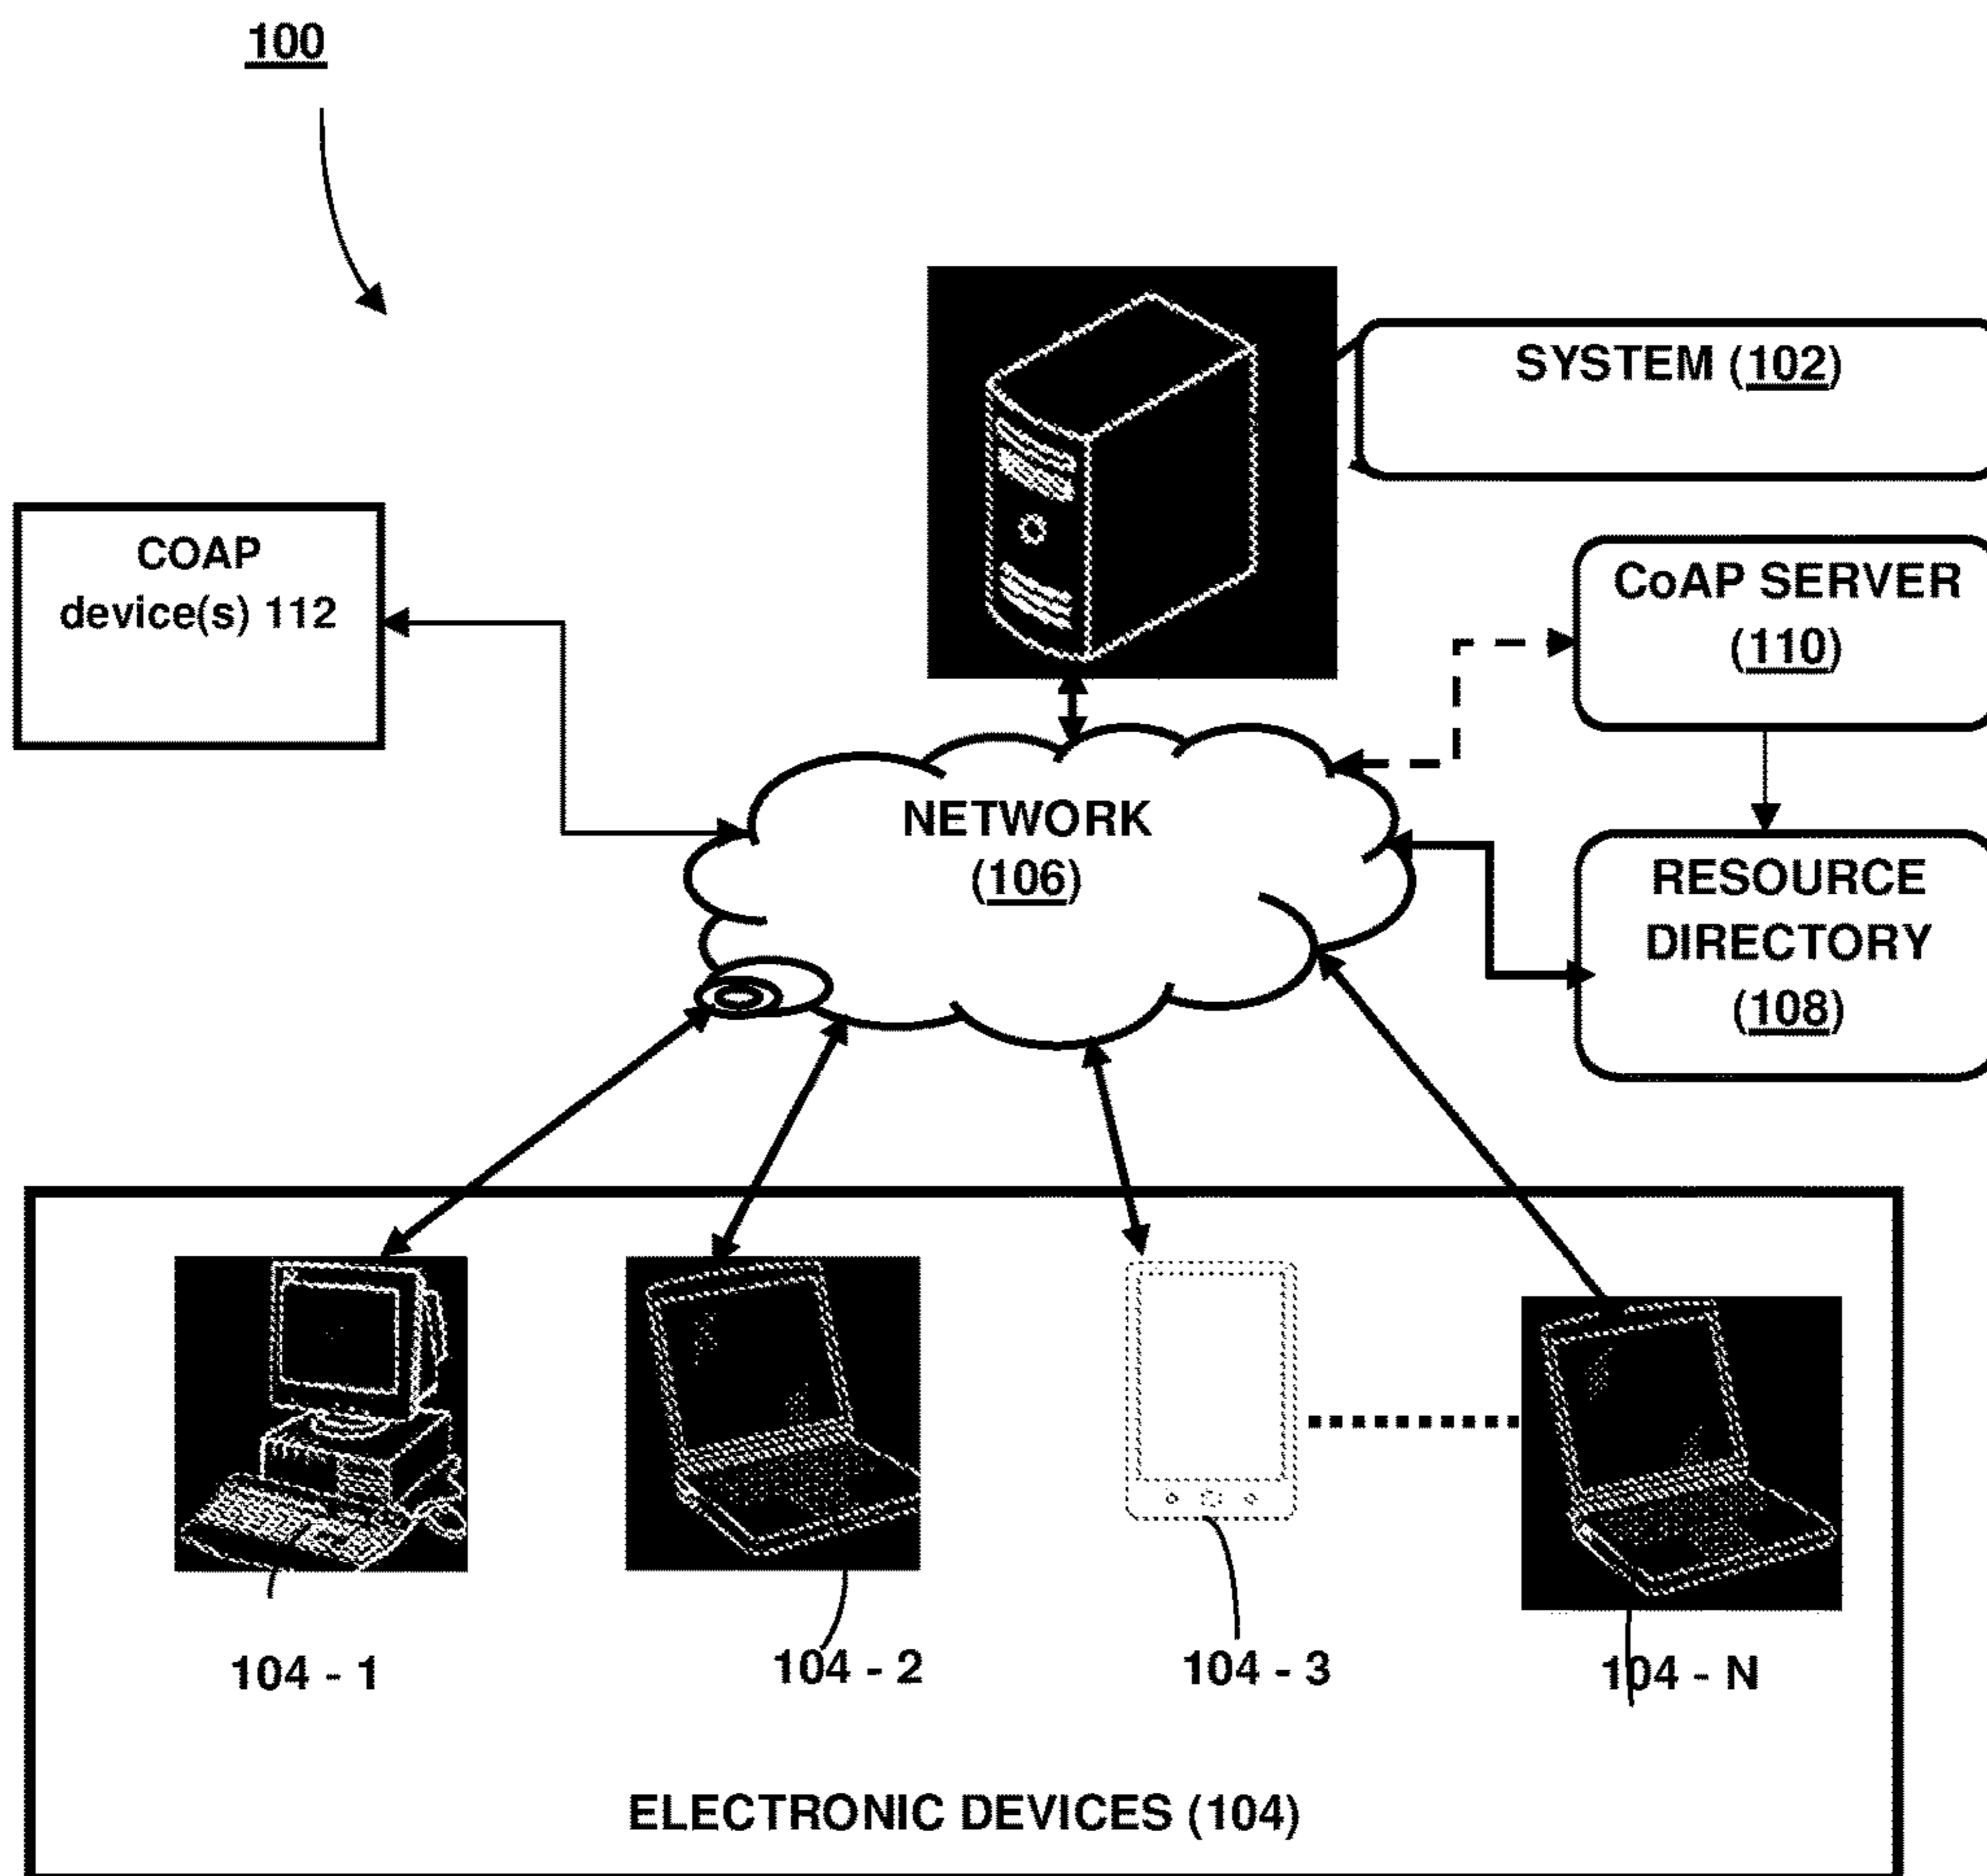 100
SYSTEM (102)
COAP
device(s) 112
CoAP SERVER
(110)
NETWORK
(106)
RESOURCE
DIRECTORY
(108)
104 - 1
104 - 2
104 - 3
104 - N
ELECTRONIC DEVICES (104)